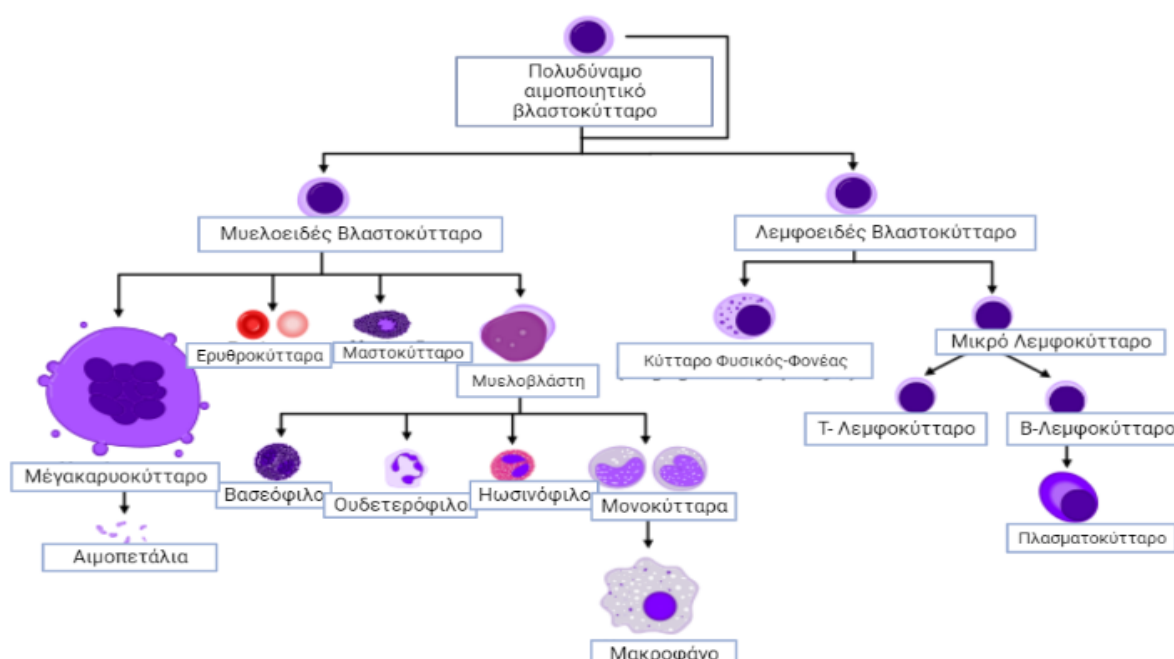 Πολυδύναμο
αιμοποιητικό
βλαστοκύτταρο
Μυελοειδές Βλαστοκύτταρο
Λεμφοειδές Βλαστοκύτταρο
Ερυθροκύτταρα
Μαστοκύτταρο
Μυελοβλάστη
Κύτταρο Φυσικός-Φονέας
Μικρό Λεμφοκύτταρο
Τ- Λεμφοκύτταρο
Β-Λεμφοκύτταρο
Μέγακαρυοκύτταρο
Βασεόφιλο
Ουδετερόφιλο
Ηωσινόφιλο
Μονοκύτταρα
Πλασματοκύτταρο
Αιμοπετάλια
Μακροφάγο